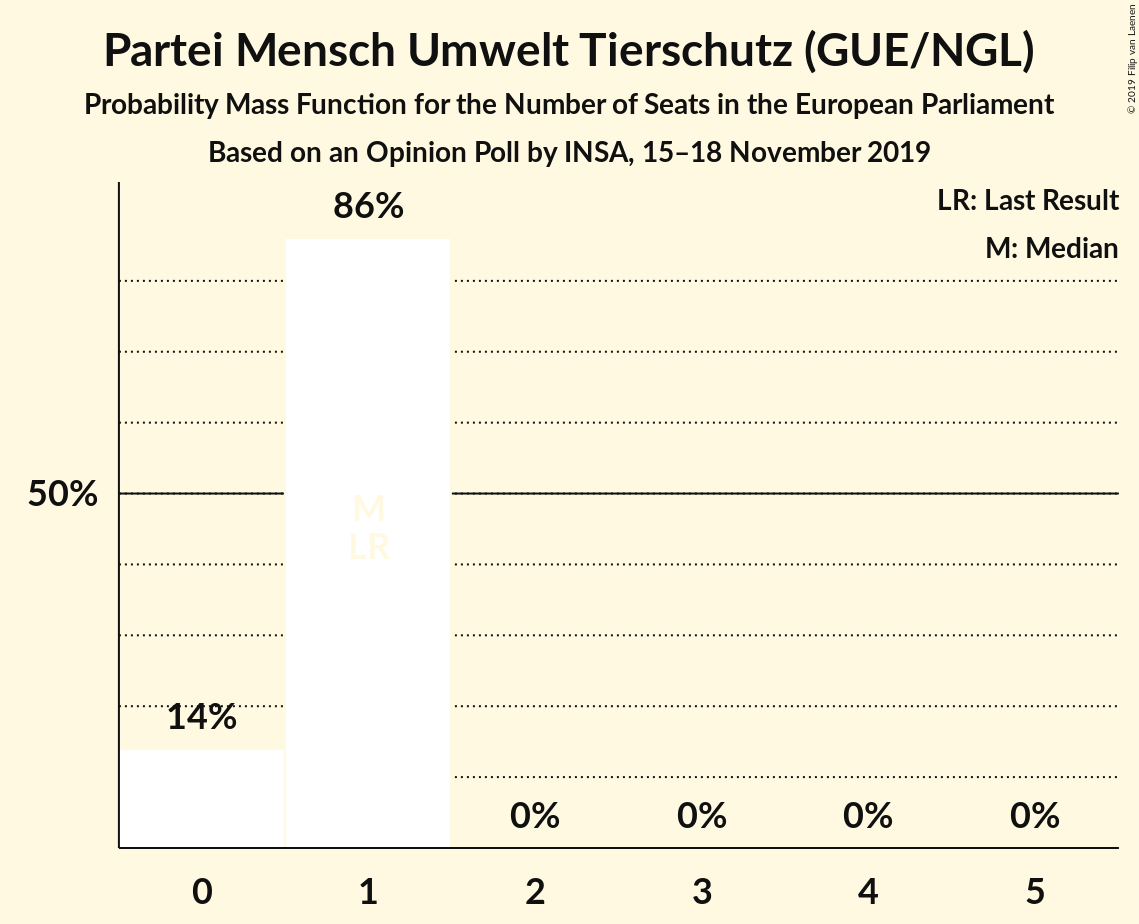 Partei Mensch Umwelt Tierschutz (GUE/NGL)
Probability Mass Function for the Number of Seats in the European Parliament
Based on an Opinion Poll by INSA, 15–18 November 2019
© 2019 Filip van Laenen
LR: Last Result
M: Median
86%
50%
M
LR
14%
0% 0% 0% 0%
0 1 2 3 4 5